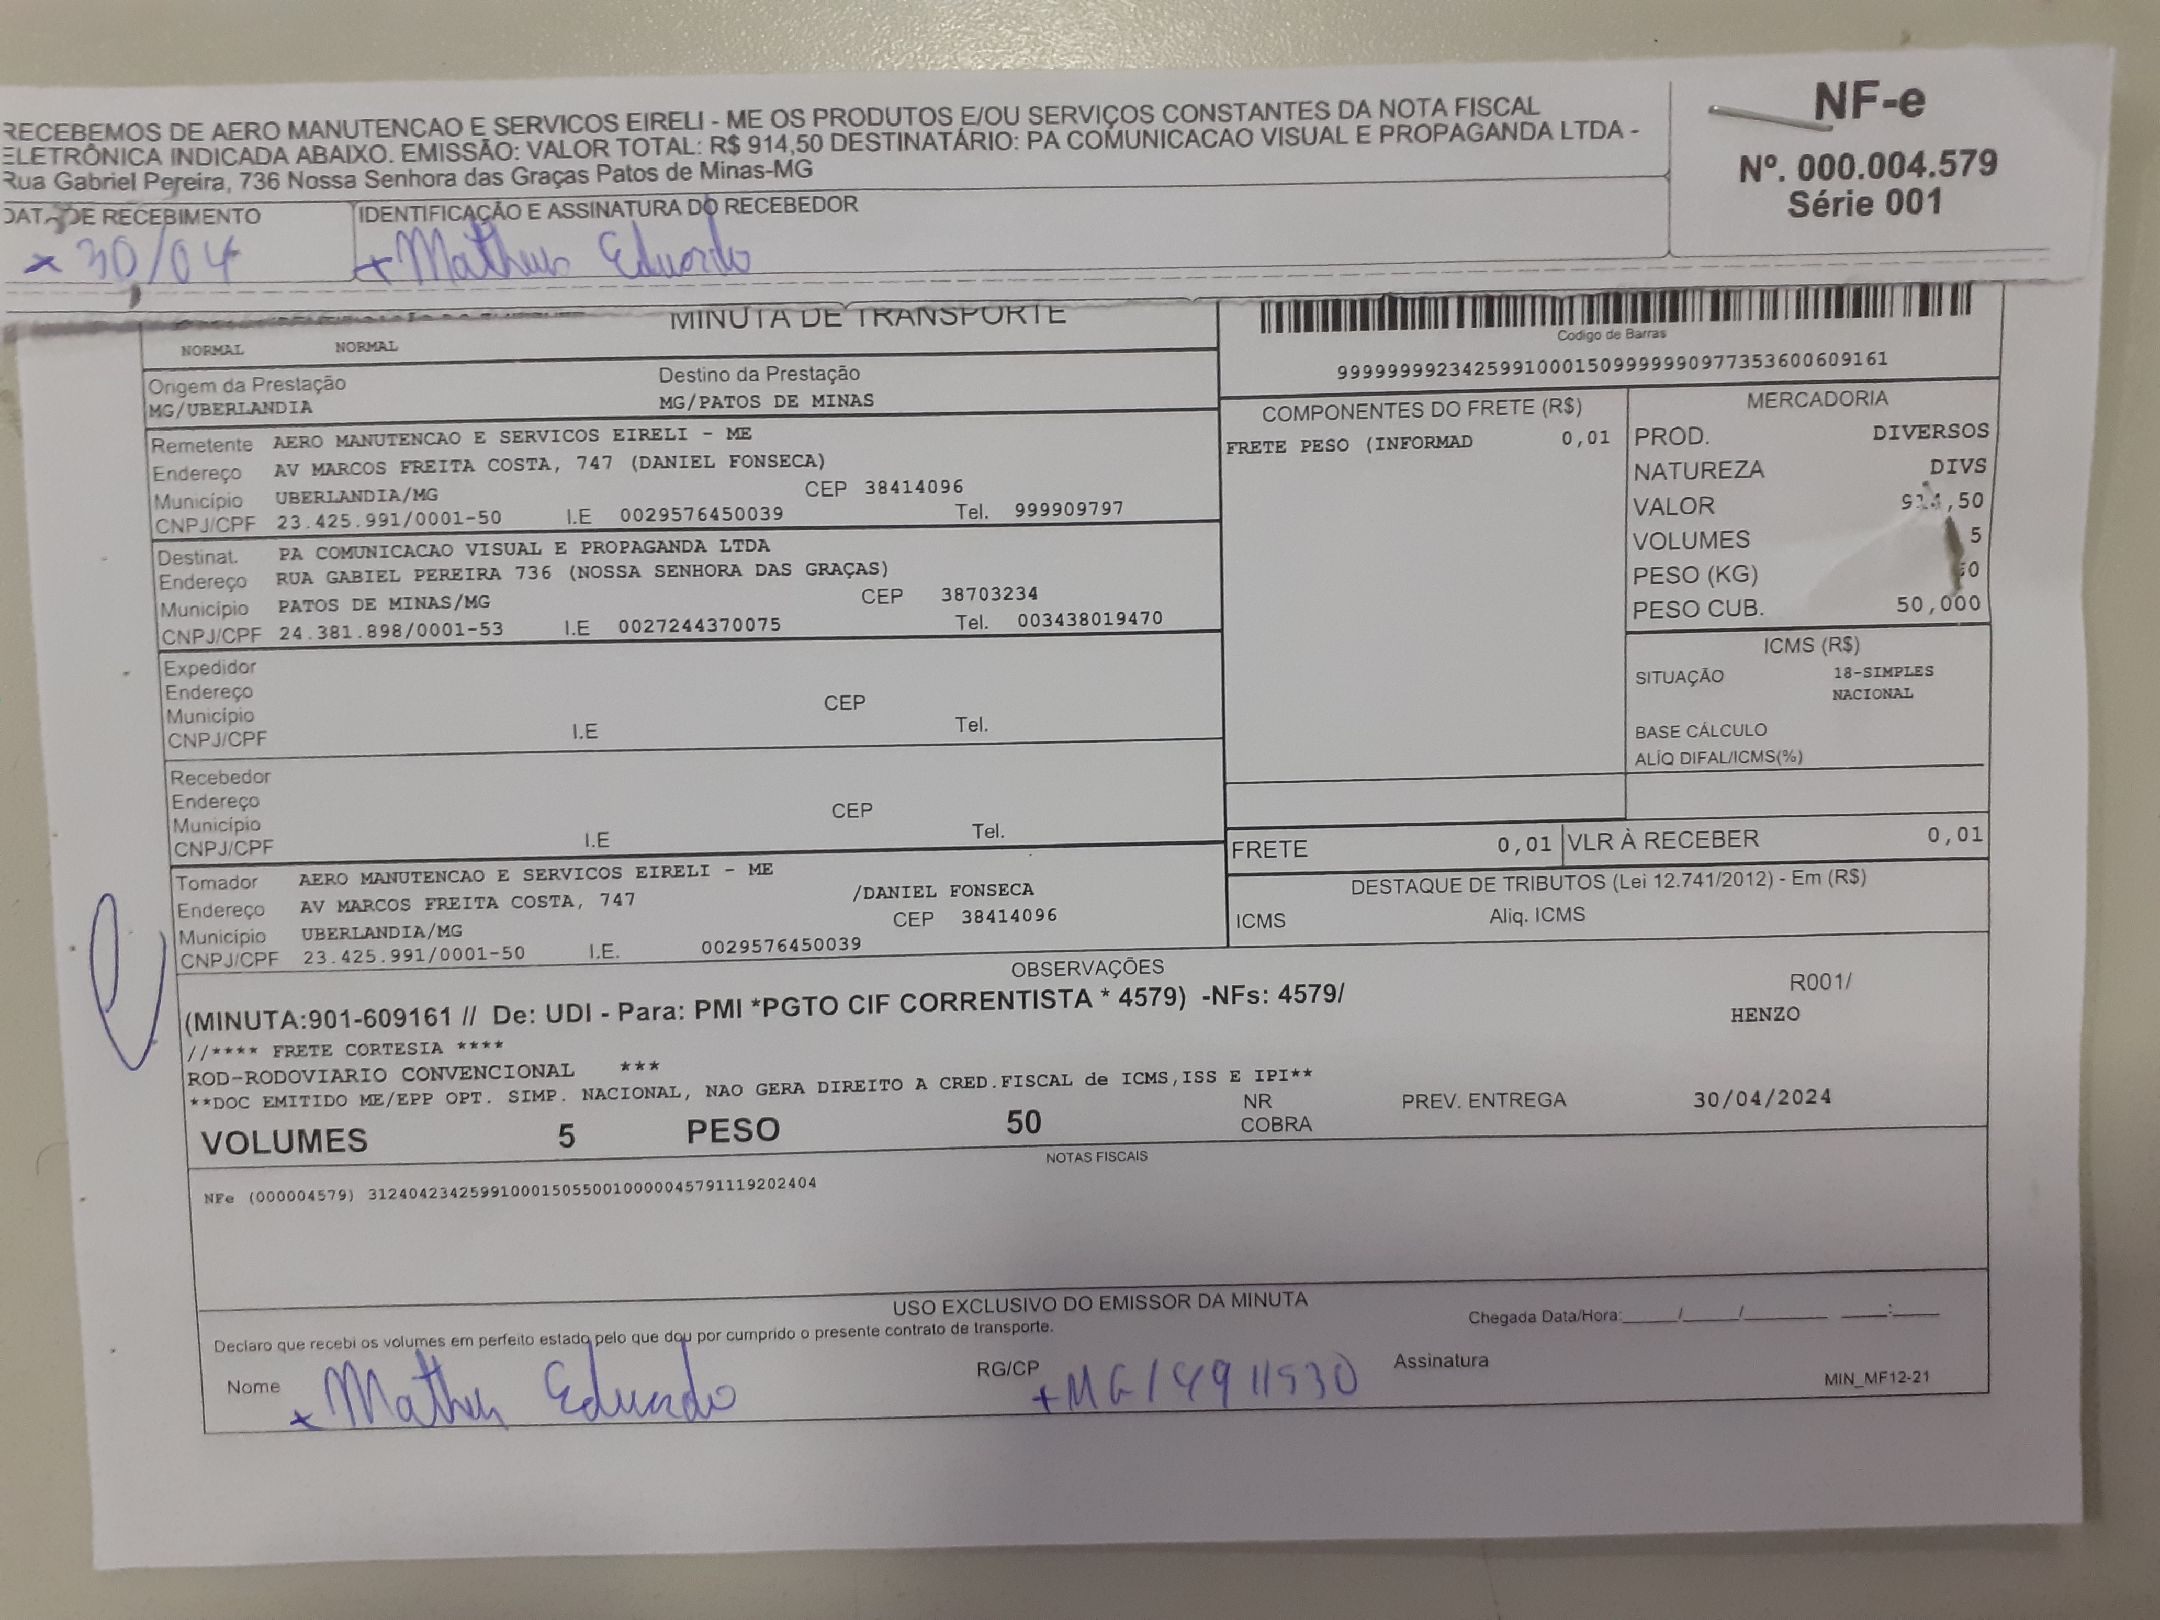 RECEBEMOS DE AERO MANUTENCAO E SERVICOS EIRELI - ME OS PRODUTOS E/OU SERVIÇOS CONSTANTES DA NOTA FISCAL
ELETRÔNICA INDICADA ABAIXO. EMISSÃO: VALOR TOTAL: R$ 914,50 DESTINATÁRIO: PA COMUNICACAO VISUAL E PROPAGANDA LTDA -
Rua Gabriel Pereira, 736 Nossa Senhora das Graças Patos de Minas-MG
NF-e
Nº. 000.004.579
Série 001
DATA DE RECEBIMENTO IDENTIFICAÇÃO E ASSINATURA DO RECEBEDOR
x 30/04 + Matheus Eduardo
MINUTA DE TRANSPORTE
NORMAL NORMAL
Codigo de Barras
Origem da Prestação Destino da Prestação
MG/UBERLANDIA MG/PATOS DE MINAS
Remetente AERO MANUTENCAO E SERVICOS EIRELI - ME
Endereço AV MARCOS FREITA COSTA, 747 (DANIEL FONSECA)
Município UBERLANDIA/MG CEP 38414096
CNPJ/CPF 23.425.991/0001-50 I.E 0029576450039 Tel. 999909797
Destinat. PA COMUNICACAO VISUAL E PROPAGANDA LTDA
Endereço RUA GABIEL PEREIRA 736 (NOSSA SENHORA DAS GRAÇAS)
Município PATOS DE MINAS/MG CEP 38703234
CNPJ/CPF 24.381.898/0001-53 I.E 0027244370075 Tel. 003438019470
Expedidor
Endereço
Município CEP
CNPJ/CPF I.E Tel.
Recebedor
Endereço
Município CEP
CNPJ/CPF I.E Tel.
Tomador AERO MANUTENCAO E SERVICOS EIRELI - ME
Endereço AV MARCOS FREITA COSTA, 747 /DANIEL FONSECA
Município UBERLANDIA/MG CEP 38414096
CNPJ/CPF 23.425.991/0001-50 I.E. 0029576450039
COMPONENTES DO FRETE (R$)
FRETE PESO (INFORMAD 0,01
MERCADORIA
PROD. DIVERSOS
NATUREZA DIVS
VALOR 914,50
VOLUMES 5
PESO (KG)
PESO CUB. 50,000
ICMS (R$)
SITUAÇÃO 18-SIMPLES
NACIONAL
BASE CÁLCULO
ALÍQ DIFAL/ICMS(%)
FRETE 0,01 VLR À RECEBER 0,01
DESTAQUE DE TRIBUTOS (Lei 12.741/2012) - Em (R$)
ICMS Aliq. ICMS
OBSERVAÇÕES
(MINUTA:901-609161 // De: UDI - Para: PMI *PGTO CIF CORRENTISTA * 4579) -NFs: 4579/
R001/
HENZO
//**** FRETE CORTESIA ****
ROD-RODOVIARIO CONVENCIONAL ***
**DOC EMITIDO ME/EPP OPT. SIMP. NACIONAL, NAO GERA DIREITO A CRED.FISCAL de ICMS,ISS E IPI**
VOLUMES 5 PESO 50 NR
COBRA PREV. ENTREGA 30/04/2024
NOTAS FISCAIS
NFe (000004579) 31240423425991000150550010000045791119202404
USO EXCLUSIVO DO EMISSOR DA MINUTA
Declaro que recebi os volumes em perfeito estado pelo que dou por cumprido o presente contrato de transporte.
Chegada Data/Hora:_____/_____/________ ____:____
Nome x Matheus Eduardo RG/CP + MG Assinatura
MIN_MF12-21